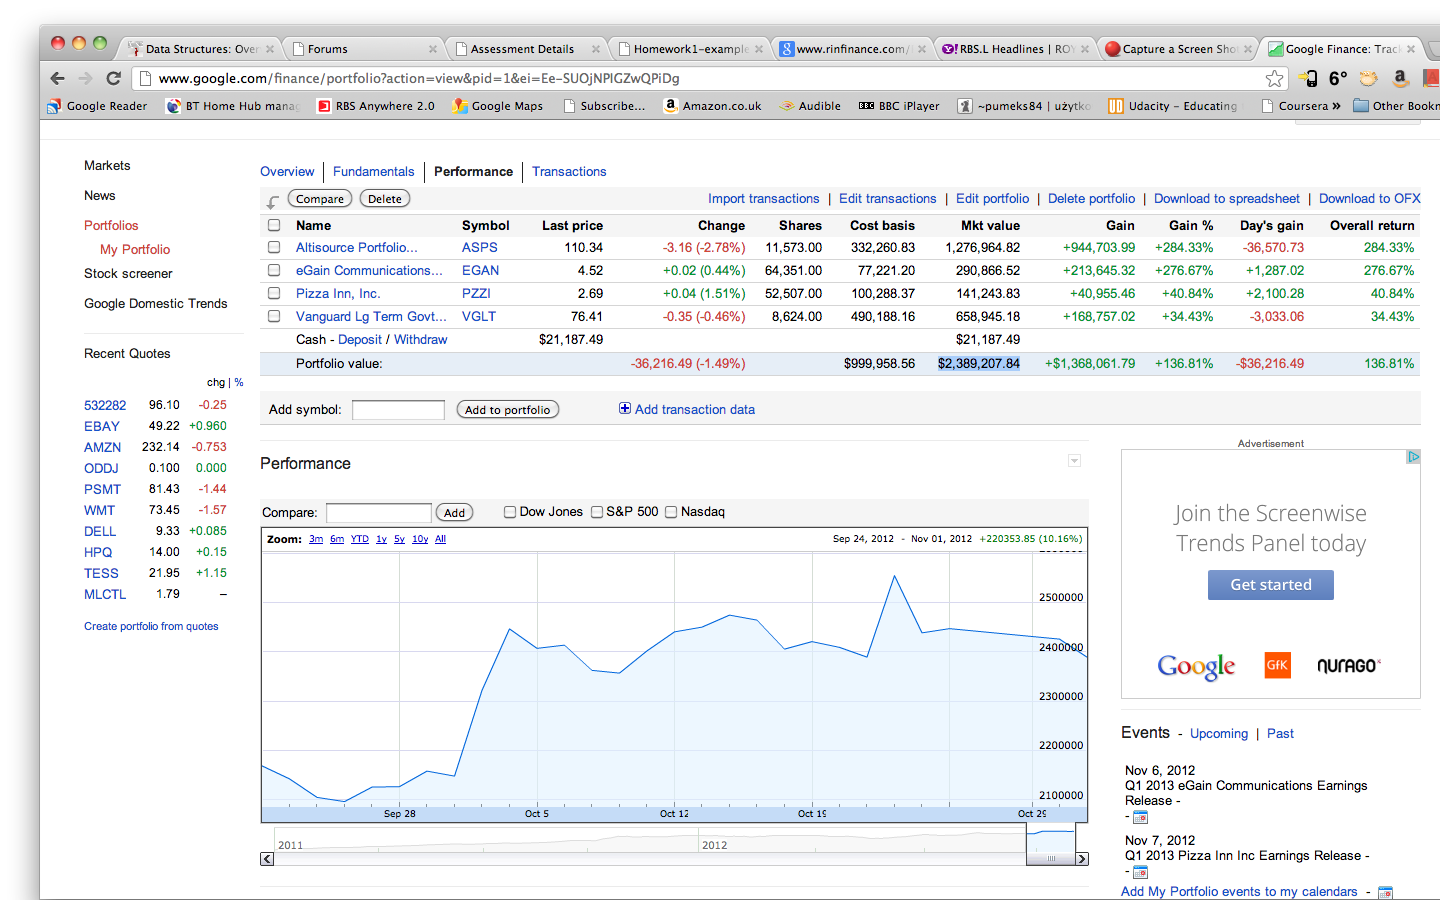 Data Structures: Over
Forums
Assessment Details
Homework1-example
www.rinfinance.com/
RBS.L Headlines | RO
Capture a Screen Sho
Google Finance: Track
www.google.com/finance/portfolio?action=view&pid=1&ei=Ee-SUOjNPIGZwQPiDg
6°
Google Reader
BT Home Hub mana
RBS Anywhere 2.0
Google Maps
Subscribe...
Amazon.co.uk
Audible
BBC iPlayer
~pumeks84 | użytko
Udacity - Educating
Coursera »
Other Bookm
Markets
News
Portfolios
My Portfolio
Stock screener
Google Domestic Trends
Recent Quotes
chg | %
532282 96.10 -0.25
EBAY 49.22 +0.960
AMZN 232.14 -0.753
ODDJ 0.100 0.000
PSMT 81.43 -1.44
WMT 73.45 -1.57
DELL 9.33 +0.085
HPQ 14.00 +0.15
TESS 21.95 +1.15
MLCTL 1.79 –
Create portfolio from quotes
Overview | Fundamentals | Performance | Transactions
Compare Delete Import transactions | Edit transactions | Edit portfolio | Delete portfolio | Download to spreadsheet | Download to OFX
Name Symbol Last price Change Shares Cost basis Mkt value Gain Gain % Day's gain Overall return
Altisource Portfolio... ASPS 110.34 -3.16 (-2.78%) 11,573.00 332,260.83 1,276,964.82 +944,703.99 +284.33% -36,570.73 284.33%
eGain Communications... EGAN 4.52 +0.02 (0.44%) 64,351.00 77,221.20 290,866.52 +213,645.32 +276.67% +1,287.02 276.67%
Pizza Inn, Inc. PZZI 2.69 +0.04 (1.51%) 52,507.00 100,288.37 141,243.83 +40,955.46 +40.84% +2,100.28 40.84%
Vanguard Lg Term Govt... VGLT 76.41 -0.35 (-0.46%) 8,624.00 490,188.16 658,945.18 +168,757.02 +34.43% -3,033.06 34.43%
Cash - Deposit / Withdraw $21,187.49 $21,187.49
Portfolio value: -36,216.49 (-1.49%) $999,958.56 $2,389,207.84 +$1,368,061.79 +136.81% -$36,216.49 136.81%
Add symbol: Add to portfolio Add transaction data
Performance
Compare: Add Dow Jones S&P 500 Nasdaq
Zoom: 3m 6m YTD 1y 5y 10y All Sep 24, 2012 - Nov 01, 2012 +220353.85 (10.16%)
2500000
2400000
2300000
2200000
2100000
Sep 28 Oct 5 Oct 12 Oct 19 Oct 29
2011 2012
Advertisement
Join the Screenwise
Trends Panel today
Get started
Google GfK nurago
Events - Upcoming | Past
Nov 6, 2012
Q1 2013 eGain Communications Earnings
Release -
-
Nov 7, 2012
Q1 2013 Pizza Inn Inc Earnings Release -
-
Add My Portfolio events to my calendars -